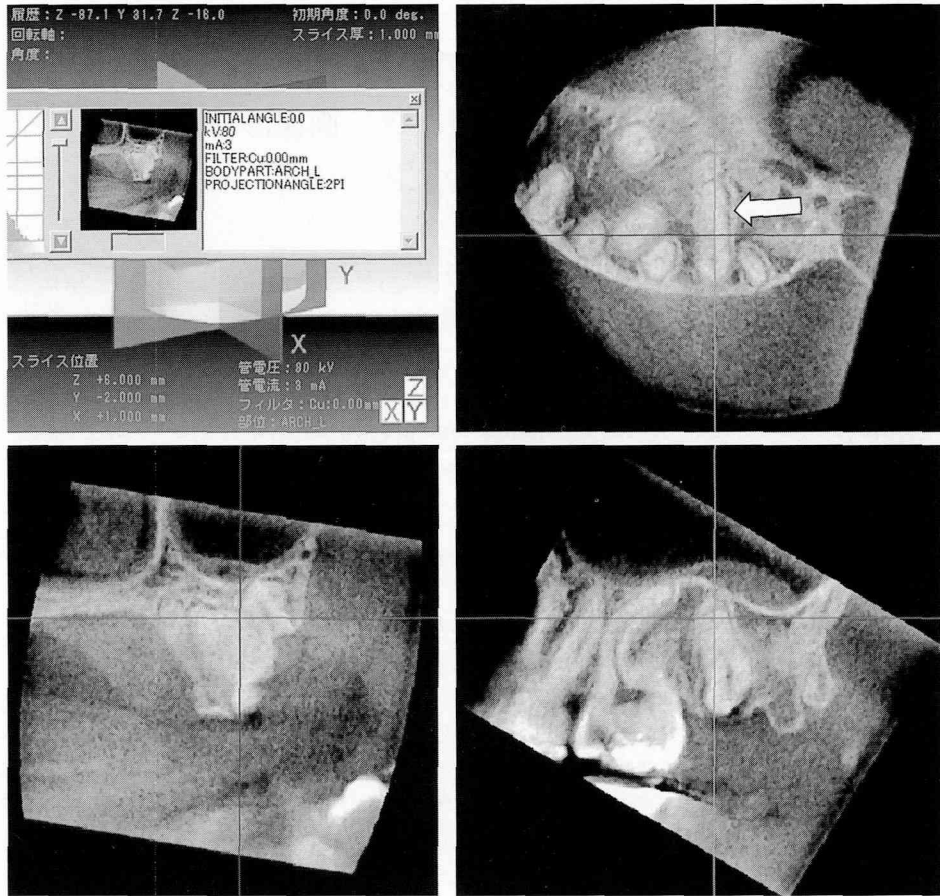 履歴：Z -87.1 Y 31.7 Z -16.0
初期角度：0.0 deg.
回転軸：
スライス厚：1.000 mm
角度：
INITIALANGLE:0.0
kV:80
mA:3
FILTER:Cu:0.00mm
BODYPART:ARCH_L
PROJECTIONANGLE:2PI
Y
X
スライス位置
Z +6.000 mm
Y -2.000 mm
X +1.000 mm
管電圧：80 kV
管電流：3 mA
フィルタ：Cu:0.00mm
部位：ARCH_L
Z
X Y